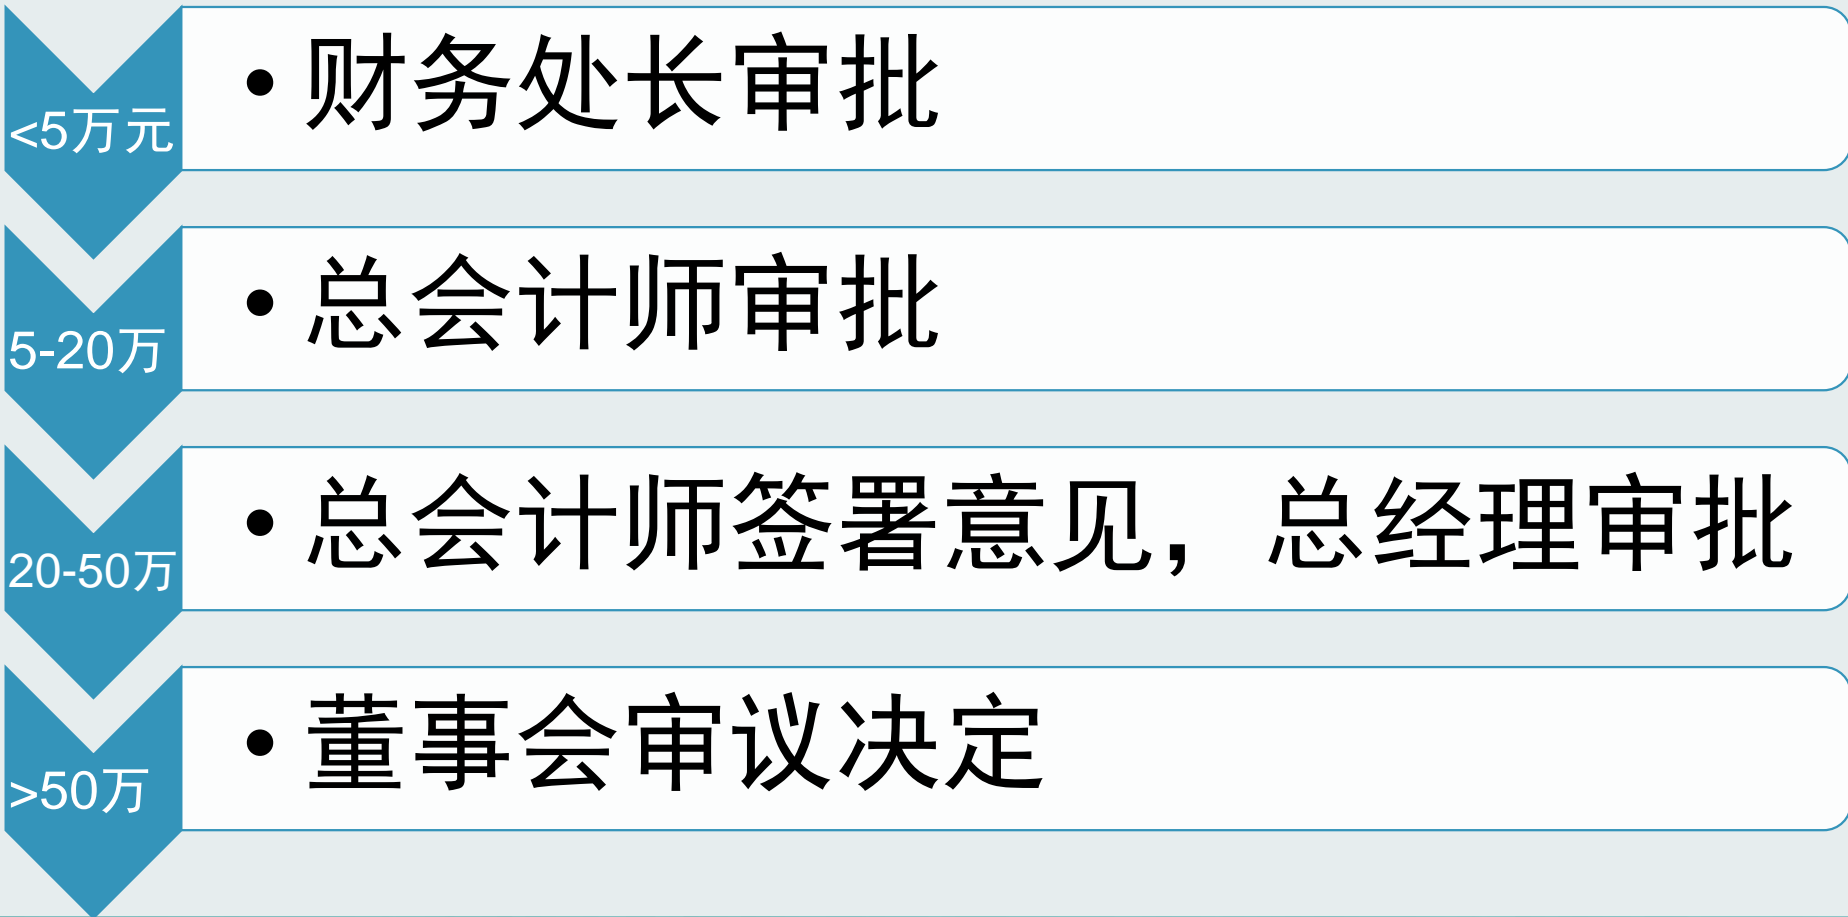 <5万元
• 财务处长审批
5-20万
• 总会计师审批
20-50万
• 总会计师签署意见，总经理审批
>50万
• 董事会审议决定